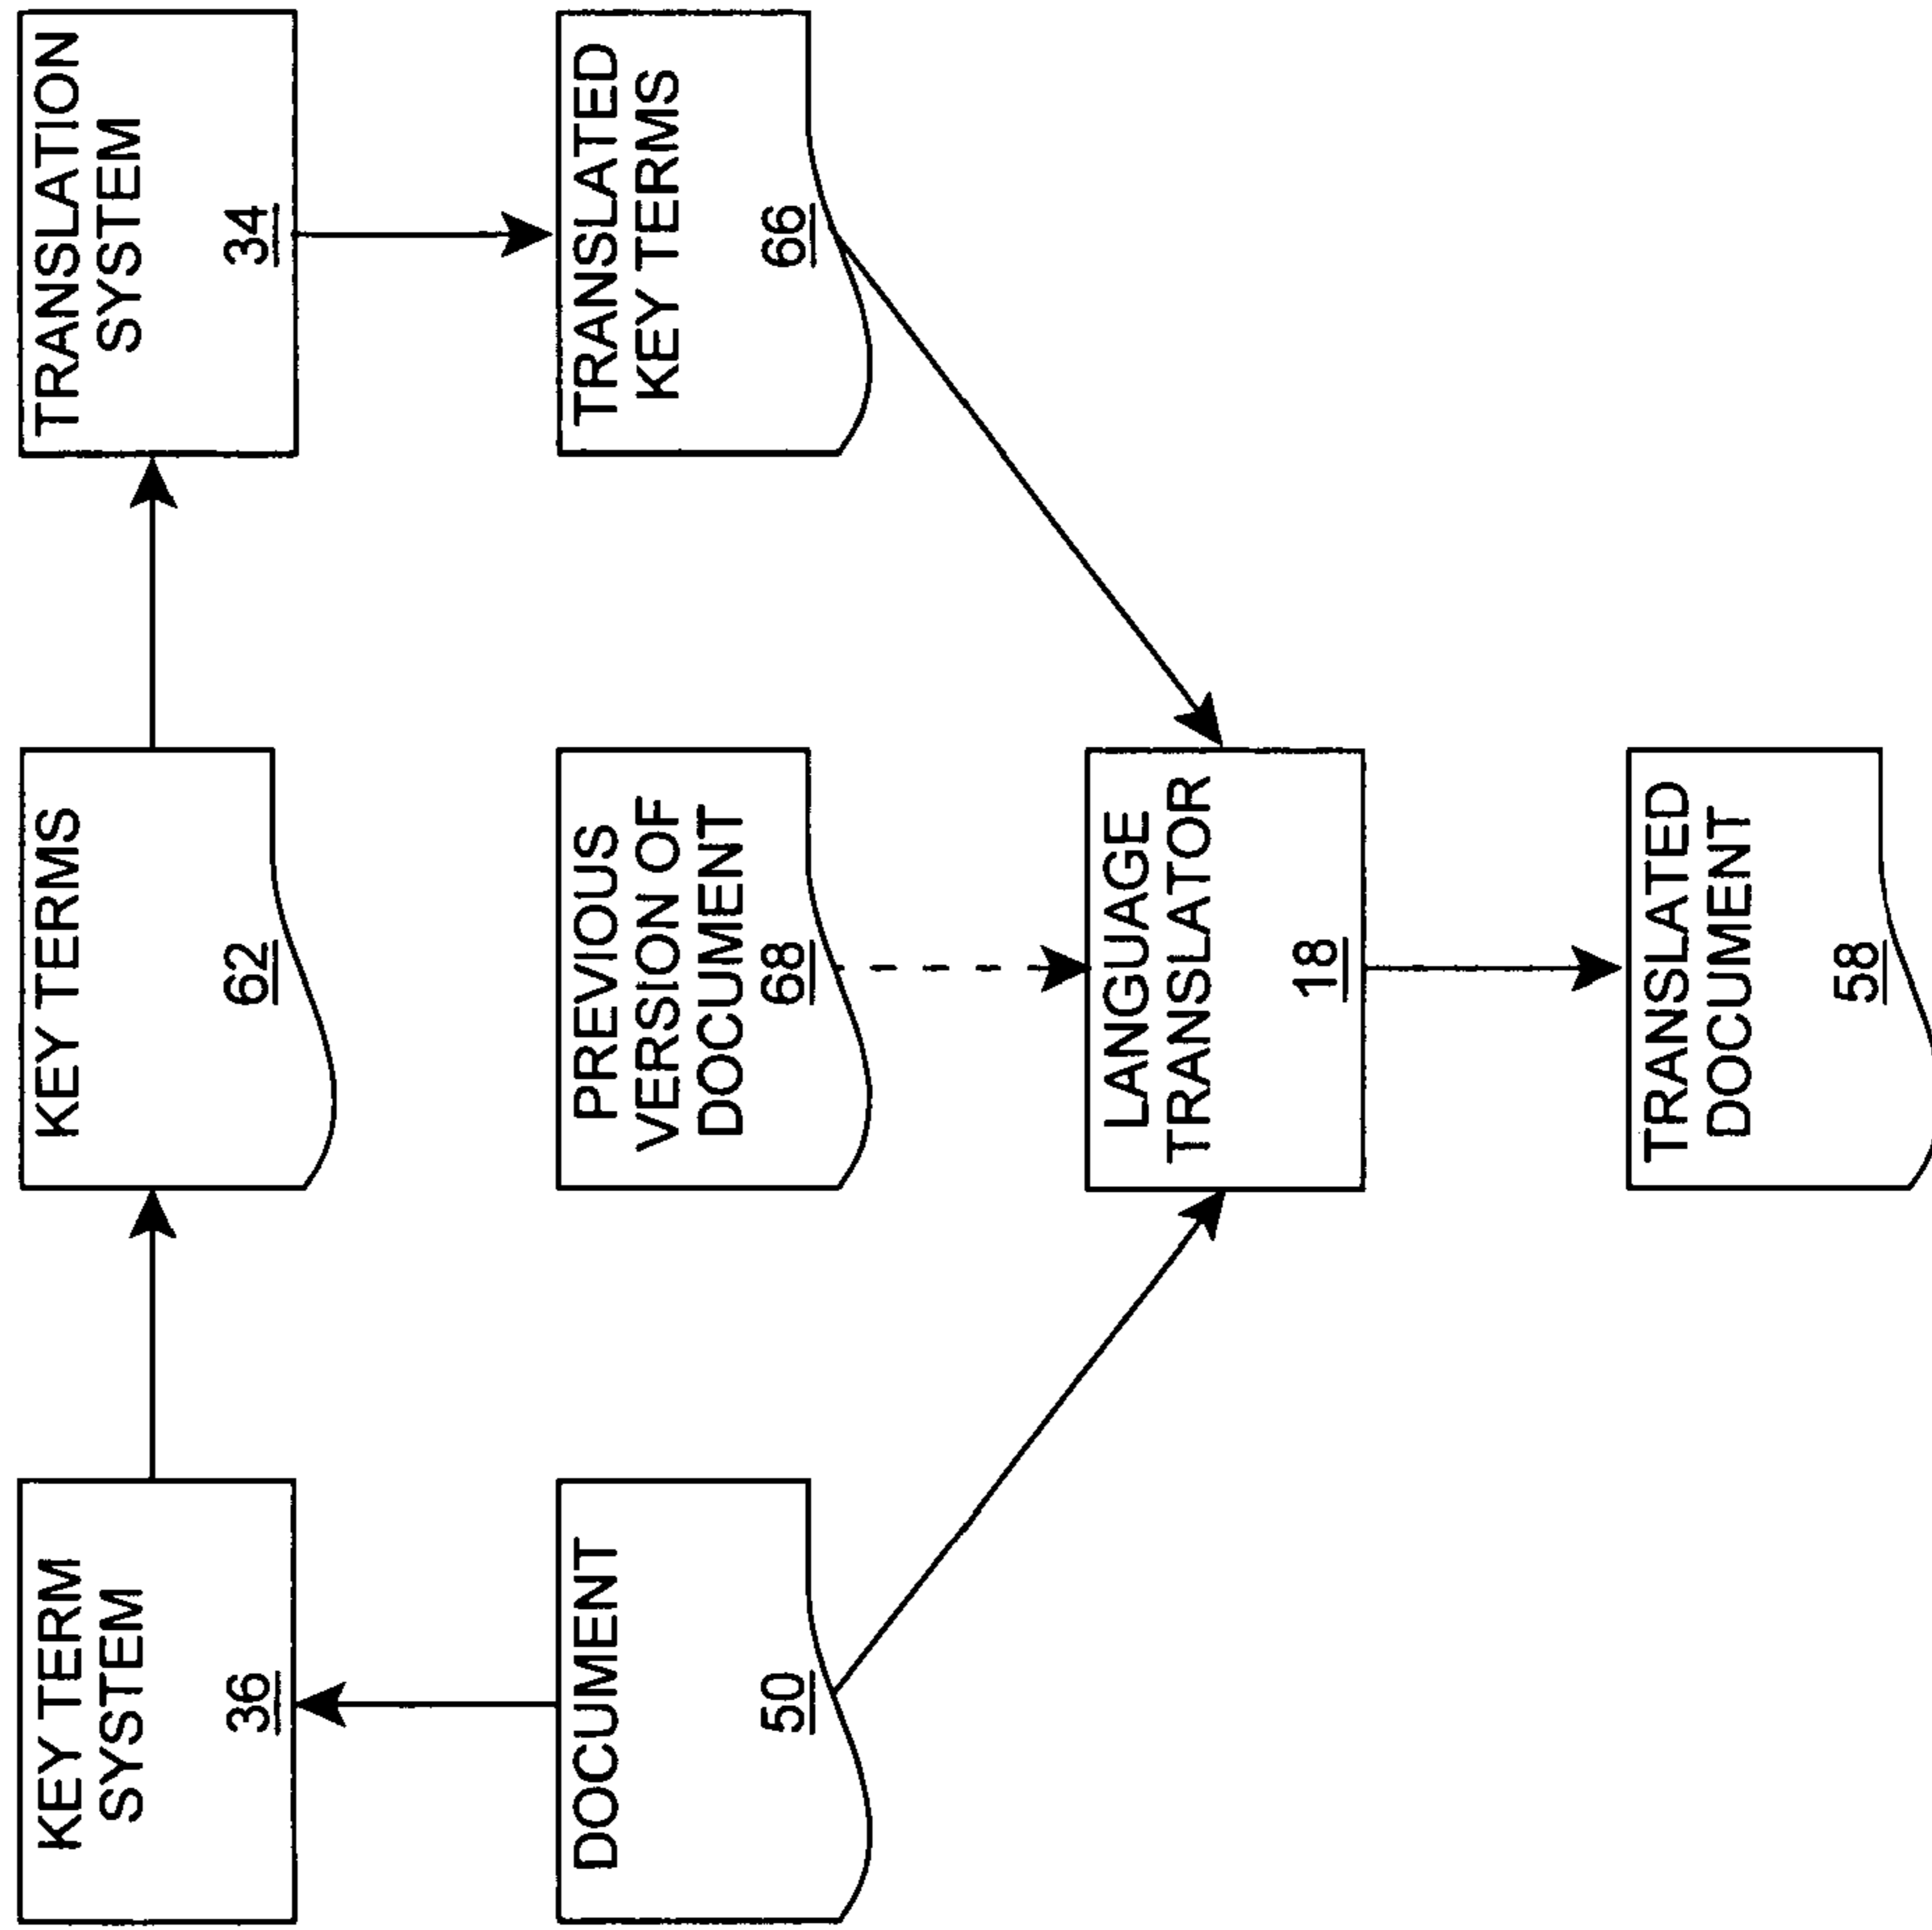 KEY TERM
SYSTEM
36
KEY TERMS
62
TRANSLATION
SYSTEM
34
DOCUMENT
50
PREVIOUS
VERSION OF
DOCUMENT
68
TRANSLATED
KEY TERMS
66
LANGUAGE
TRANSLATOR
18
TRANSLATED
DOCUMENT
58